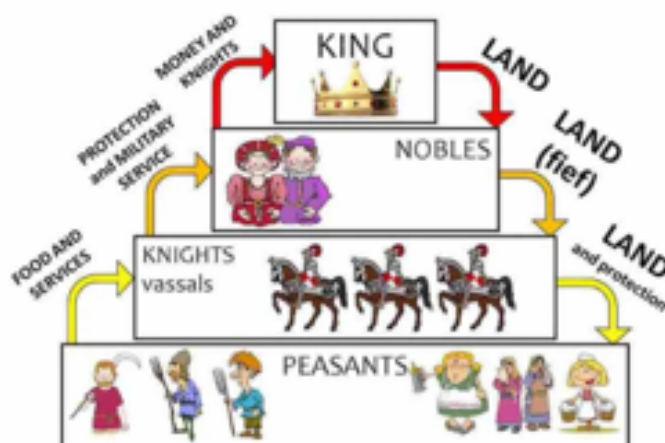 KING
MONEY AND
KNIGHTS
LAND
NOBLES
PROTECTION
and MILITARY
SERVICE
LAND
(fief)
KNIGHTS
vassals
FOOD AND
SERVICES
LAND
and protection
PEASANTS